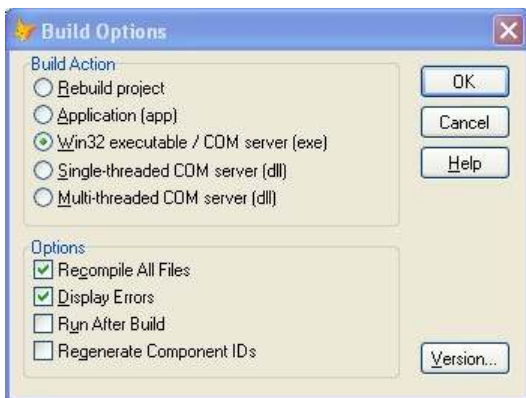 Build Options
Build Action
Rebuild project
Application (app)
Win32 executable / COM server (exe)
Single-threaded COM server (dll)
Multi-threaded COM server (dll)
OK
Cancel
Help
Options
Recompile All Files
Display Errors
Run After Build
Regenerate Component IDs
Version...